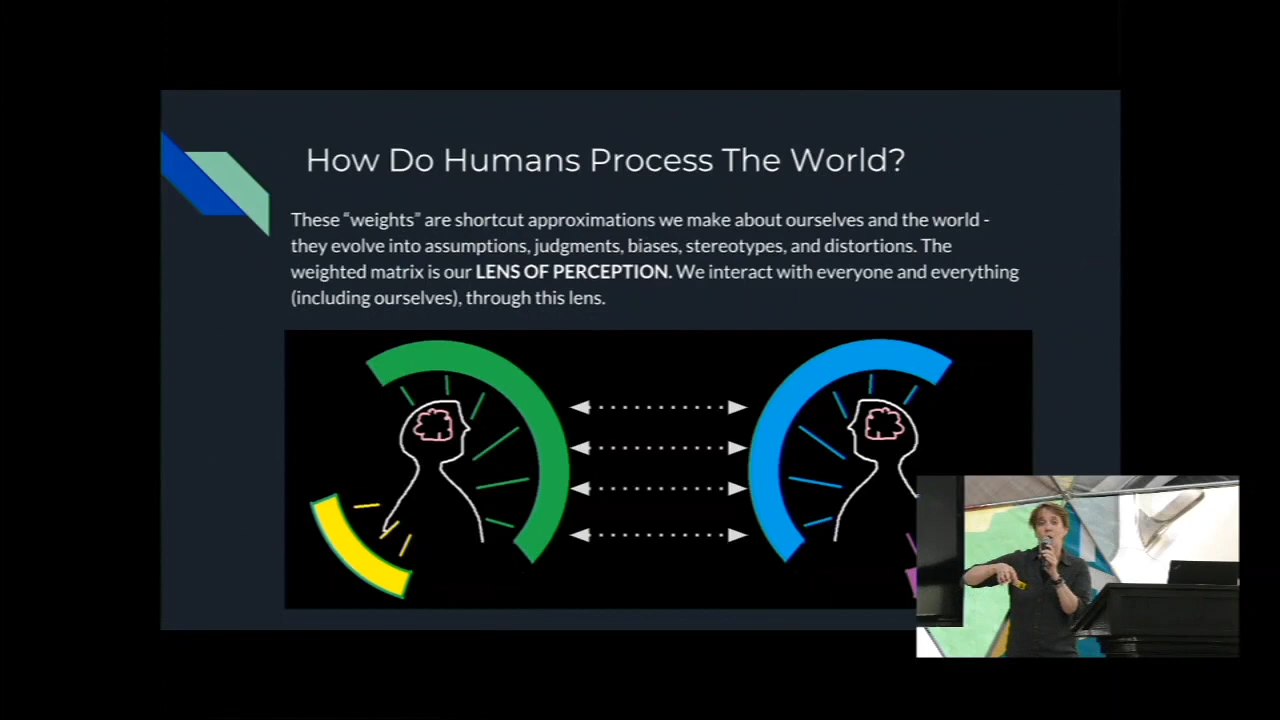 How Do Humans Process The World?
These “weights” are shortcut approximations we make about ourselves and the world -
they evolve into assumptions, judgments, biases, stereotypes, and distortions. The
weighted matrix is our LENS OF PERCEPTION. We interact with everyone and everything
(including ourselves), through this lens.